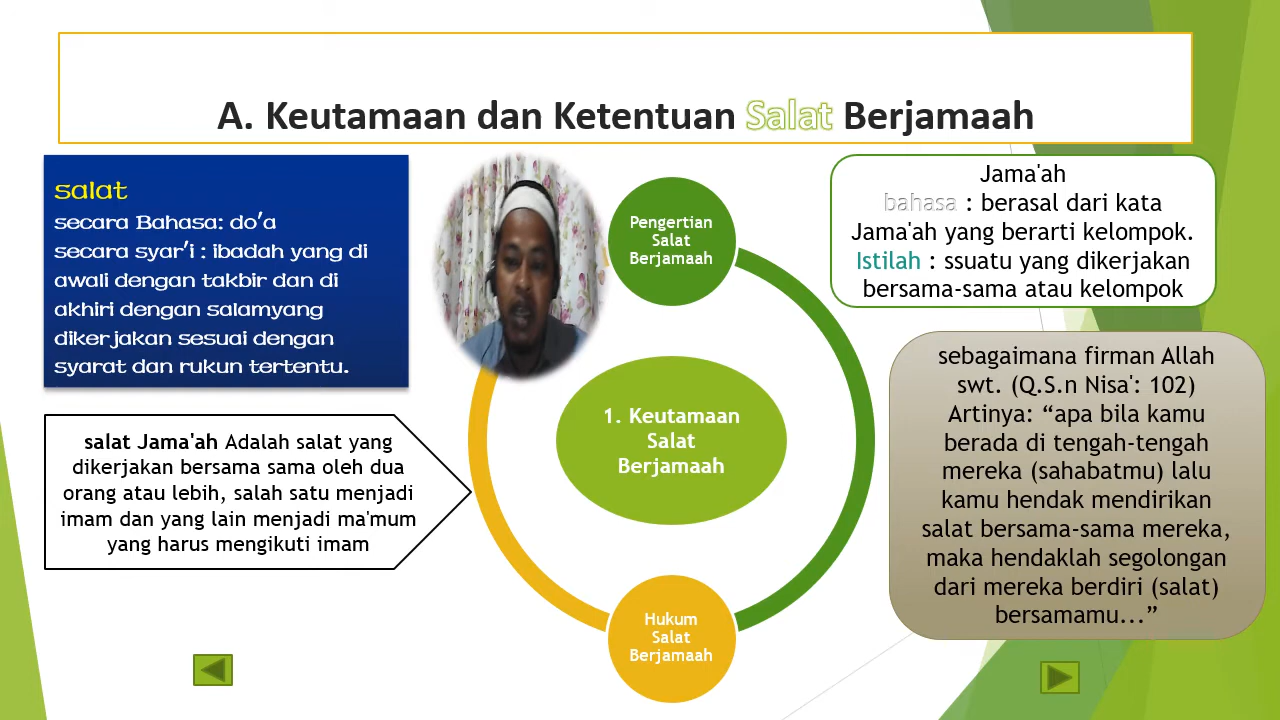 A. Keutamaan dan Ketentuan Salat Berjamaah
salat
secara Bahasa: do'a
secara syar'i : ibadah yang di
awali dengan takbir dan di
akhiri dengan salamyang
dikerjakan sesuai dengan
syarat dan rukun tertentu.
salat Jama'ah Adalah salat yang
dikerjakan bersama sama oleh dua
orang atau lebih, salah satu menjadi
imam dan yang lain menjadi ma'mum
yang harus mengikuti imam
Pengertian
Salat
Berjamaah
1. Keutamaan
Salat
Berjamaah
Hukum
Salat
Berjamaah
Jama'ah
bahasa : berasal dari kata
Jama'ah yang berarti kelompok.
Istilah : ssuatu yang dikerjakan
bersama-sama atau kelompok
sebagaimana firman Allah
swt. (Q.S.n Nisa': 102)
Artinya: “apa bila kamu
berada di tengah-tengah
mereka (sahabatmu) lalu
kamu hendak mendirikan
salat bersama-sama mereka,
maka hendaklah segolongan
dari mereka berdiri (salat)
bersamamu...”